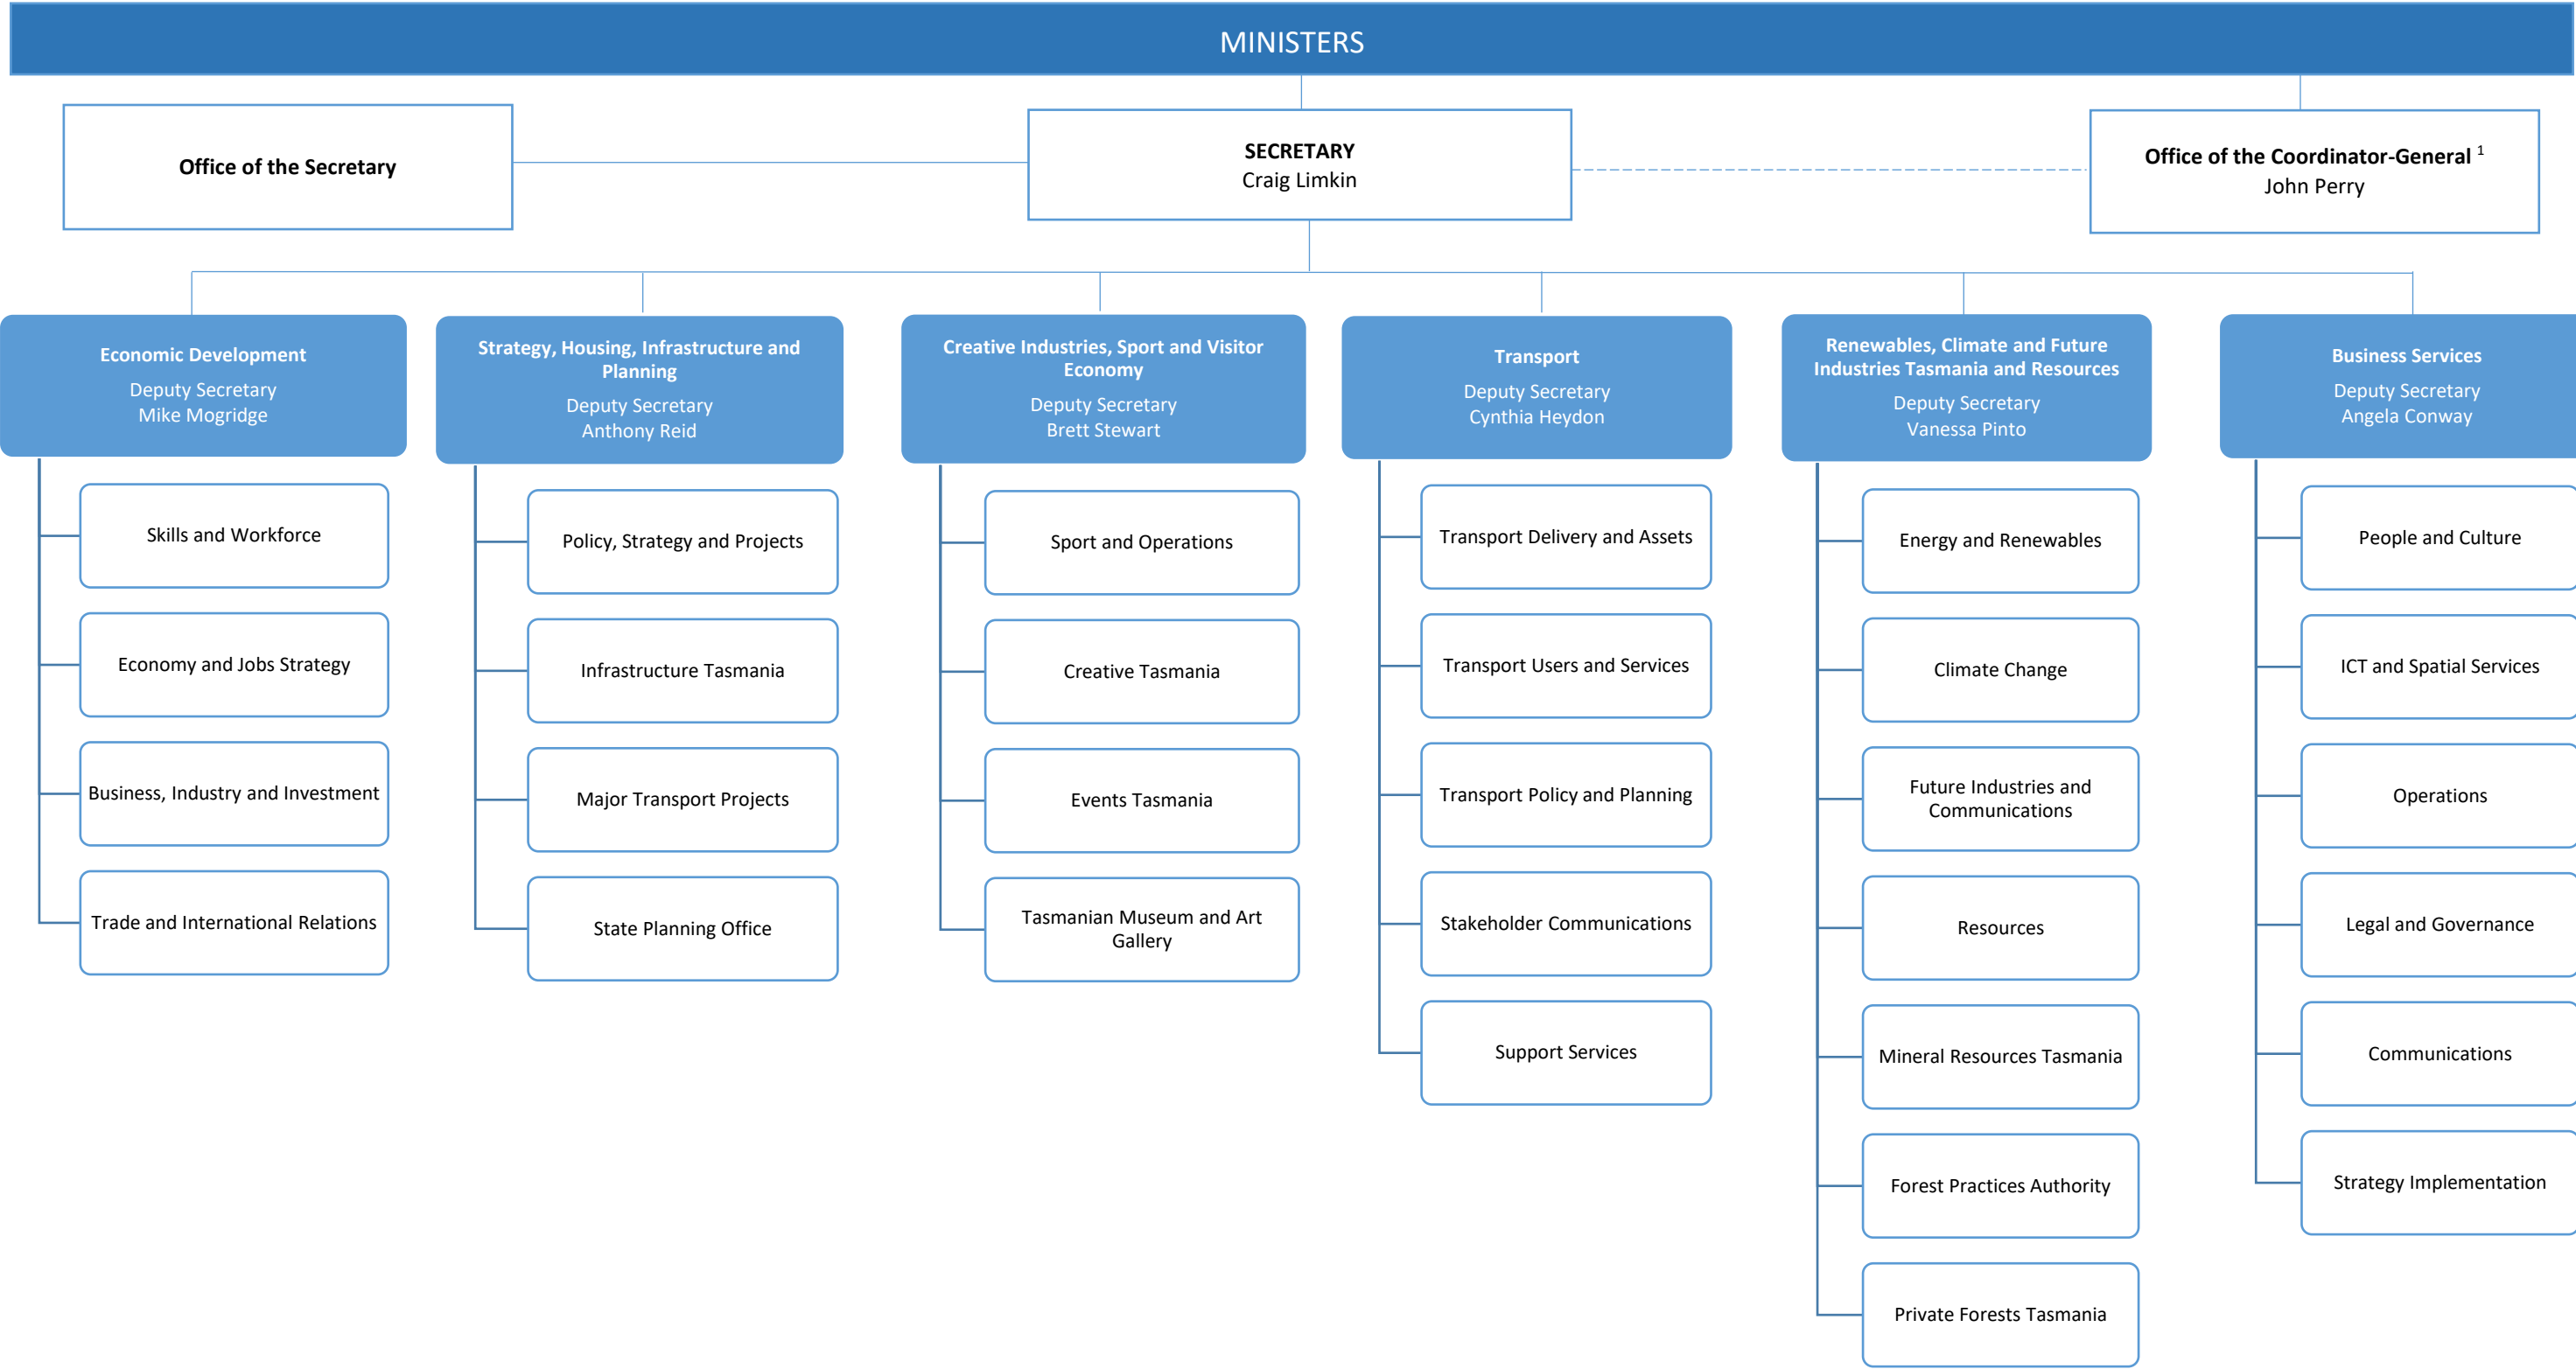 MINISTERS
Office of the Secretary
SECRETARY
Craig Limkin
Office of the Coordinator-General 1
John Perry
Economic Development
Deputy Secretary
Mike Mogridge
Skills and Workforce
Economy and Jobs Strategy
Business, Industry and Investment
Trade and International Relations
Strategy, Housing, Infrastructure and
Planning
Deputy Secretary
Anthony Reid
Policy, Strategy and Projects
Infrastructure Tasmania
Major Transport Projects
State Planning Office
Creative Industries, Sport and Visitor
Economy
Deputy Secretary
Brett Stewart
Sport and Operations
Creative Tasmania
Events Tasmania
Tasmanian Museum and Art
Gallery
Transport
Deputy Secretary
Cynthia Heydon
Transport Delivery and Assets
Transport Users and Services
Transport Policy and Planning
Stakeholder Communications
Support Services
Renewables, Climate and Future
Industries Tasmania and Resources
Deputy Secretary
Vanessa Pinto
Energy and Renewables
Climate Change
Future Industries and
Communications
Resources
Mineral Resources Tasmania
Forest Practices Authority
Private Forests Tasmania
Business Services
Deputy Secretary
Angela Conway
People and Culture
ICT and Spatial Services
Operations
Legal and Governance
Communications
Strategy Implementation